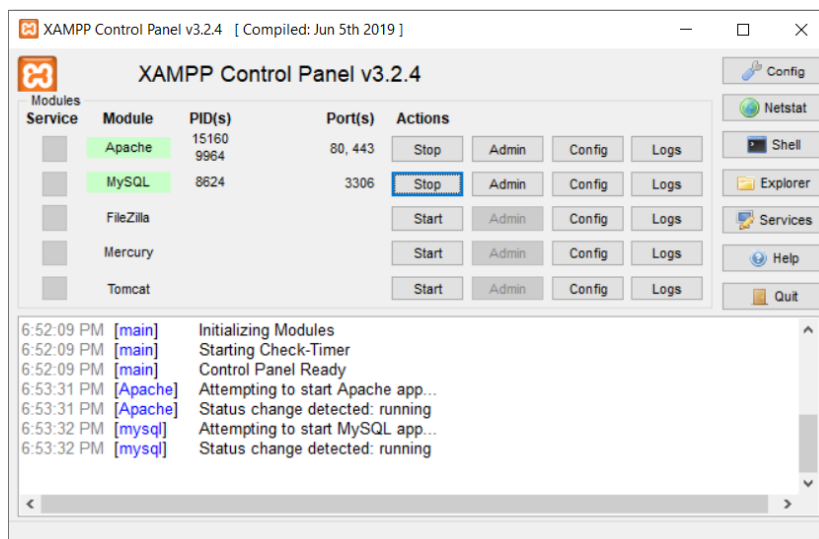 XAMPP Control Panel v3.2.4 [ Compiled: Jun 5th 2019 ]
XAMPP Control Panel v3.2.4
Config
Modules
Service Module PID(s) Port(s) Actions
Netstat
Apache 15160 9964 80, 443 Stop Admin Config Logs
Shell
MySQL 8624 3306 Stop Admin Config Logs
Explorer
FileZilla Start Admin Config Logs
Services
Mercury Start Admin Config Logs
Help
Tomcat Start Admin Config Logs
Quit
6:52:09 PM [main] Initializing Modules
6:52:09 PM [main] Starting Check-Timer
6:52:09 PM [main] Control Panel Ready
6:53:31 PM [Apache] Attempting to start Apache app...
6:53:31 PM [Apache] Status change detected: running
6:53:32 PM [mysql] Attempting to start MySQL app...
6:53:32 PM [mysql] Status change detected: running